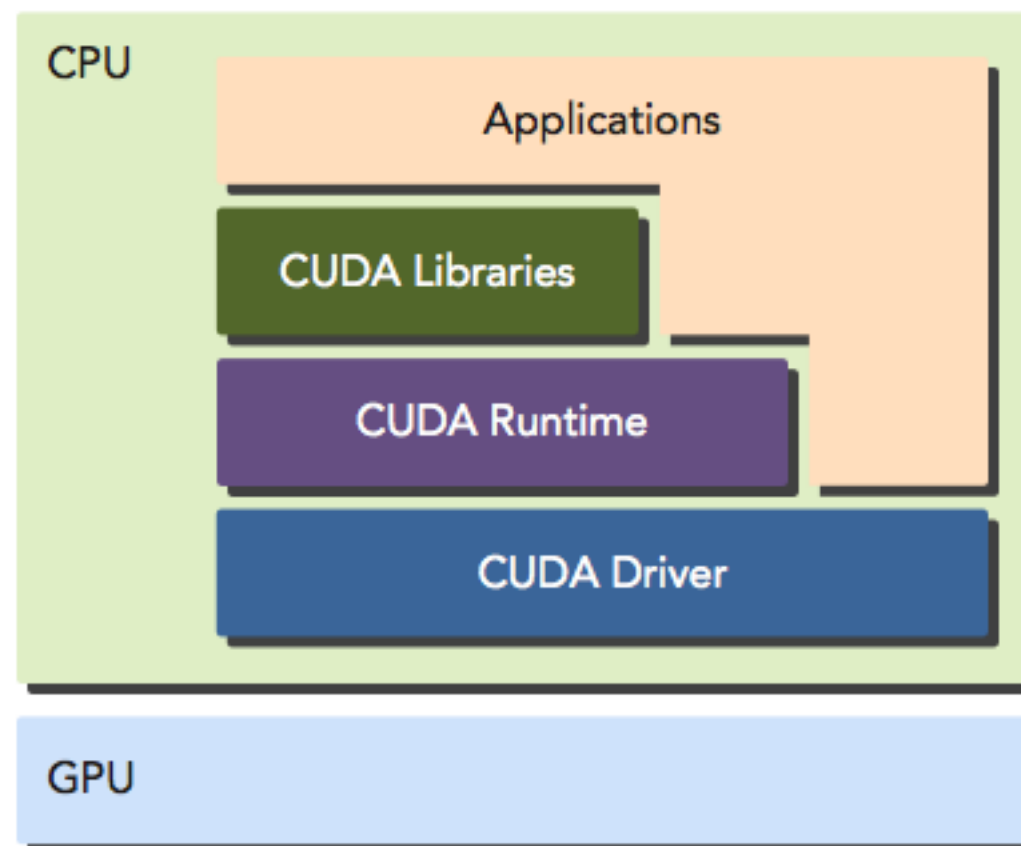 CPU
Applications
CUDA Libraries
CUDA Runtime
CUDA Driver
GPU